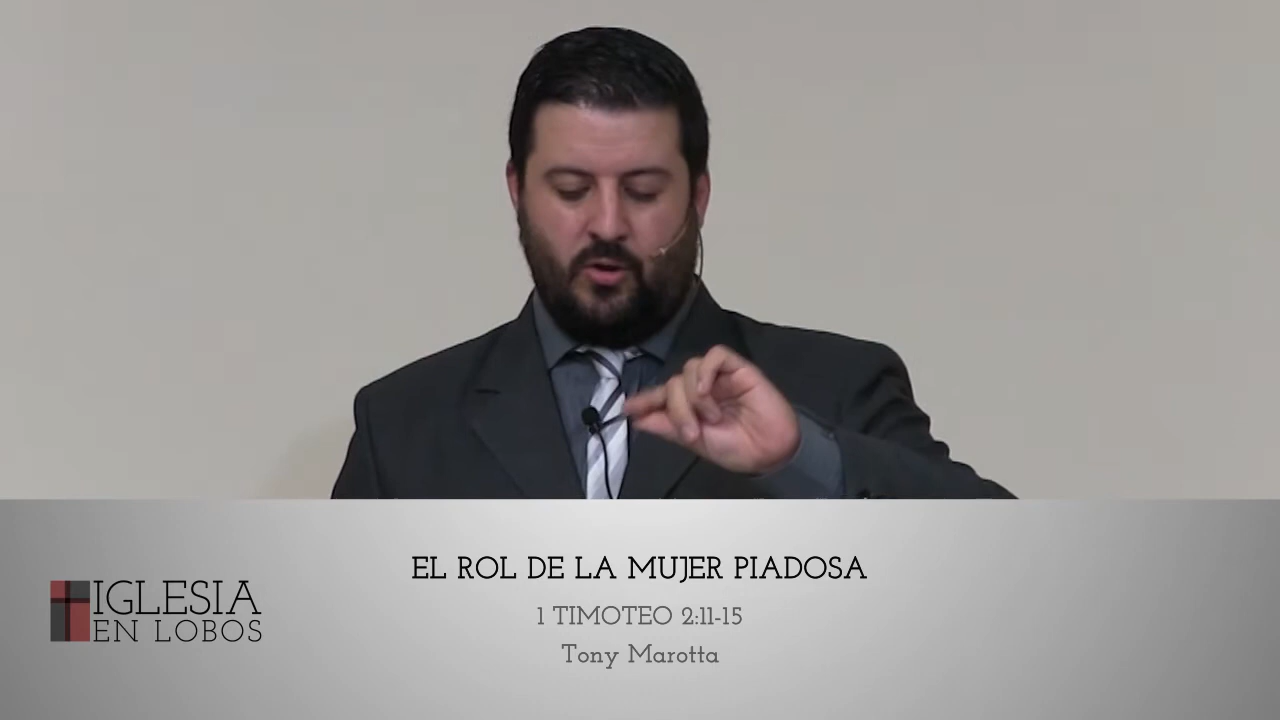 EL ROL DE LA MUJER PIADOSA
1 TIMOTEO 2:11-15
Tony Marotta
IGLESIA
EN LOBOS